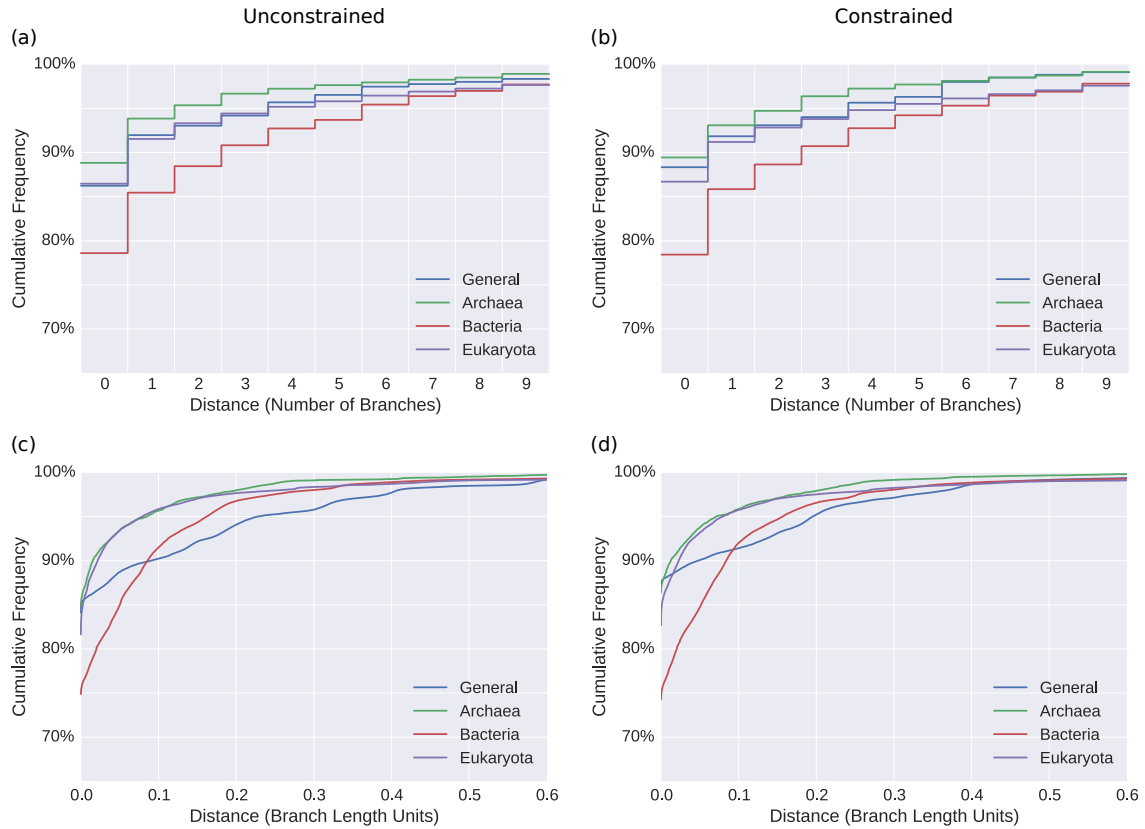 Unconstrained
Constrained
(a)
(b)
100%
90%
80%
70%
Cumulative Frequency
General
Archaea
Bacteria
Eukaryota
0 1 2 3 4 5 6 7 8 9
Distance (Number of Branches)
100%
90%
80%
70%
Cumulative Frequency
General
Archaea
Bacteria
Eukaryota
0 1 2 3 4 5 6 7 8 9
Distance (Number of Branches)
(c)
(d)
100%
90%
80%
70%
Cumulative Frequency
General
Archaea
Bacteria
Eukaryota
0.0 0.1 0.2 0.3 0.4 0.5 0.6
Distance (Branch Length Units)
100%
90%
80%
70%
Cumulative Frequency
General
Archaea
Bacteria
Eukaryota
0.0 0.1 0.2 0.3 0.4 0.5 0.6
Distance (Branch Length Units)